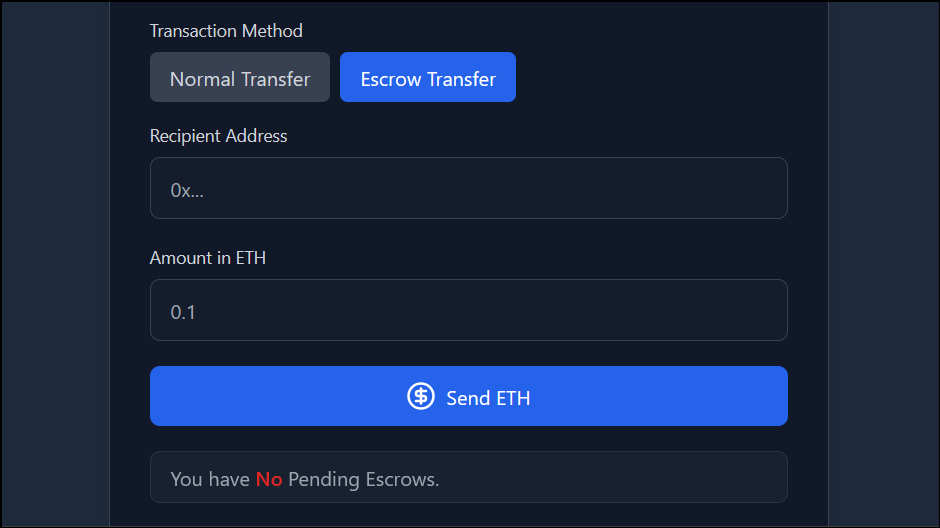 Transaction Method
Normal Transfer Escrow Transfer
Recipient Address
0x...
Amount in ETH
0.1
Send ETH
You have No Pending Escrows.